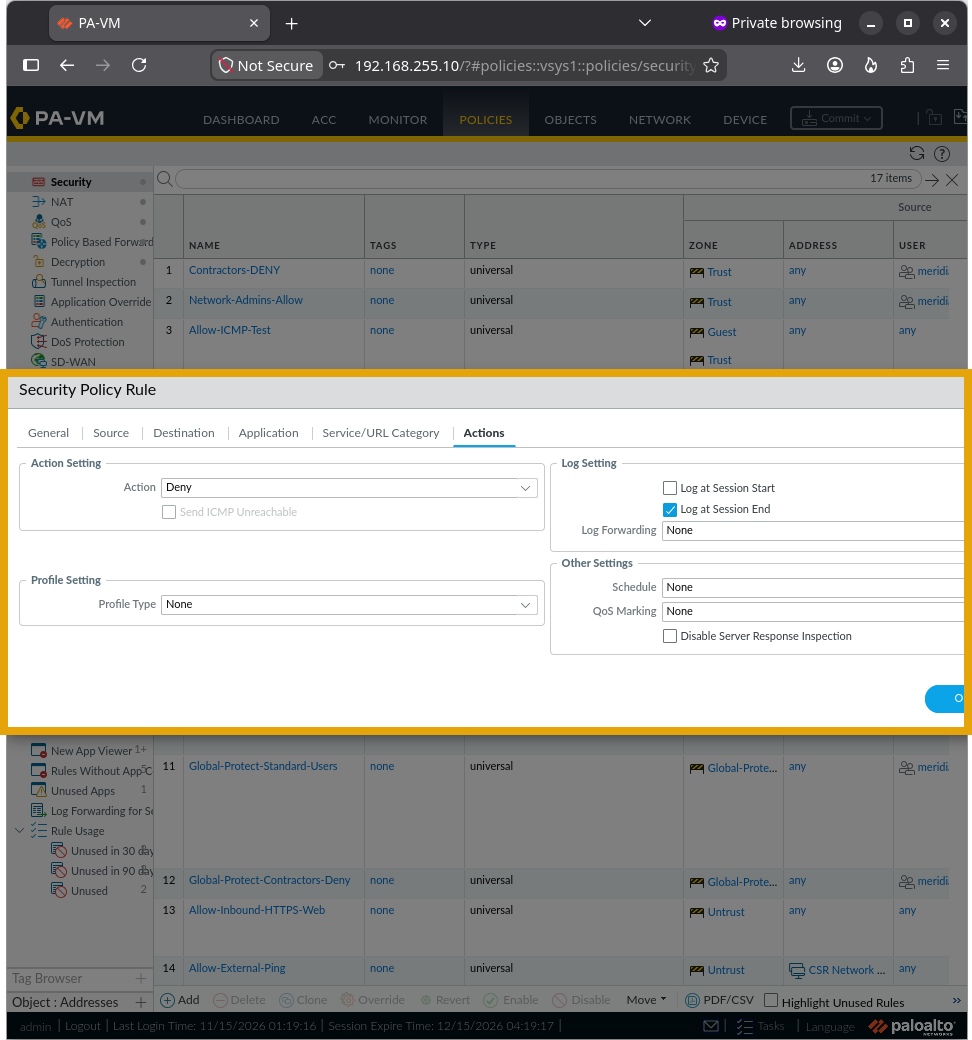 PA-VM
Private browsing
Not Secure 192.168.255.10/?#policies::vsys1::policies/security
PA-VM DASHBOARD ACC MONITOR POLICIES OBJECTS NETWORK DEVICE Commit
17 items
Security
NAT
QoS
Policy Based Forward
Decryption
Tunnel Inspection
Application Override
Authentication
DoS Protection
SD-WAN
Source
NAME TAGS TYPE ZONE ADDRESS USER
1 Contractors-DENY none universal Trust any meridi
2 Network-Admins-Allow none universal Trust any meridi
3 Allow-ICMP-Test none universal Guest any any
Trust
Security Policy Rule
General Source Destination Application Service/URL Category Actions
Action Setting
Action Deny
Send ICMP Unreachable
Profile Setting
Profile Type None
Log Setting
Log at Session Start
Log at Session End
Log Forwarding None
Other Settings
Schedule None
QoS Marking None
Disable Server Response Inspection
O
New App Viewer 1+
Rules Without App C
Unused Apps 1
Log Forwarding for Se
Rule Usage
Unused in 30 day
Unused in 90 day
Unused 2
11 Global-Protect-Standard-Users none universal Global-Prote... any meridi
12 Global-Protect-Contractors-Deny none universal Global-Prote... any meridi
13 Allow-Inbound-HTTPS-Web none universal Untrust any any
14 Allow-External-Ping none universal Untrust CSR Network ... any
Tag Browser +
Object : Addresses +
Add Delete Clone Override Revert Enable Disable Move PDF/CSV Highlight Unused Rules »
admin | Logout | Last Login Time: 11/15/2026 01:19:16 | Session Expire Time: 12/15/2026 04:19:17 | Tasks | Language paloalto NETWORKS